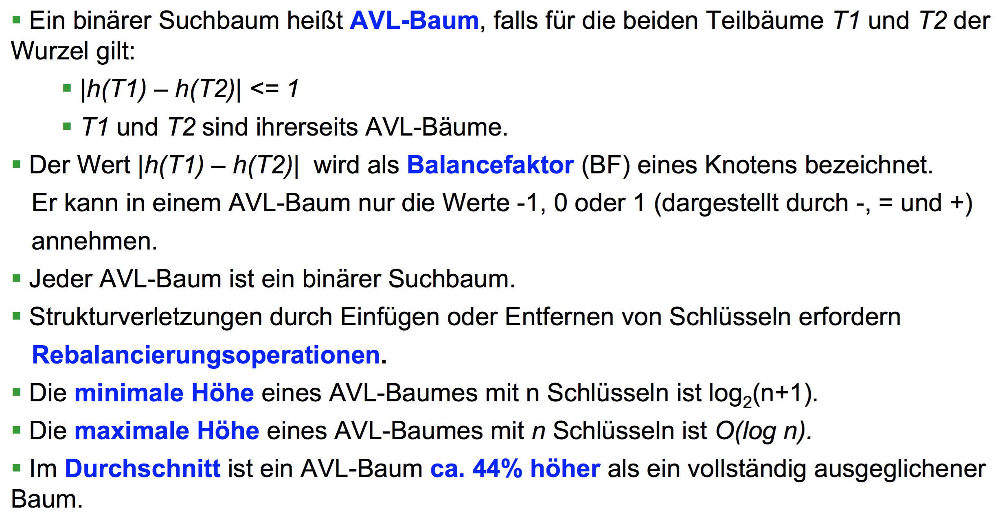 ▪ Ein binärer Suchbaum heißt AVL-Baum, falls für die beiden Teilbäume T1 und T2 der
Wurzel gilt:
▪ |h(T1) – h(T2)| <= 1
▪ T1 und T2 sind ihrerseits AVL-Bäume.
▪ Der Wert |h(T1) – h(T2)| wird als Balancefaktor (BF) eines Knotens bezeichnet.
Er kann in einem AVL-Baum nur die Werte -1, 0 oder 1 (dargestellt durch -, = und +)
annehmen.
▪ Jeder AVL-Baum ist ein binärer Suchbaum.
▪ Strukturverletzungen durch Einfügen oder Entfernen von Schlüsseln erfordern
Rebalancierungsoperationen.
▪ Die minimale Höhe eines AVL-Baumes mit n Schlüsseln ist log₂(n+1).
▪ Die maximale Höhe eines AVL-Baumes mit n Schlüsseln ist O(log n).
▪ Im Durchschnitt ist ein AVL-Baum ca. 44% höher als ein vollständig ausgeglichener
Baum.